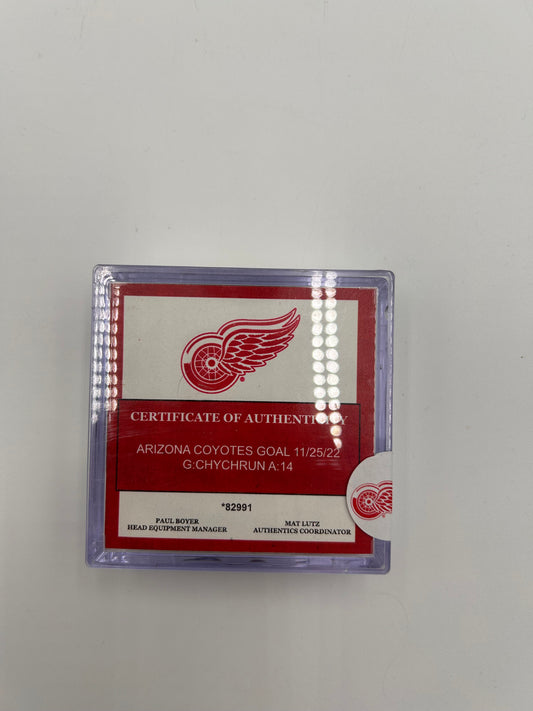 CERTIFICATE OF AUTHENTICITY
ARIZONA COYOTES GOAL 11/25/22
G:CHYCHRUN A:14
*82991
PAUL BOYER
HEAD EQUIPMENT MANAGER
MAT LUTZ
AUTHENTICS COORDINATOR